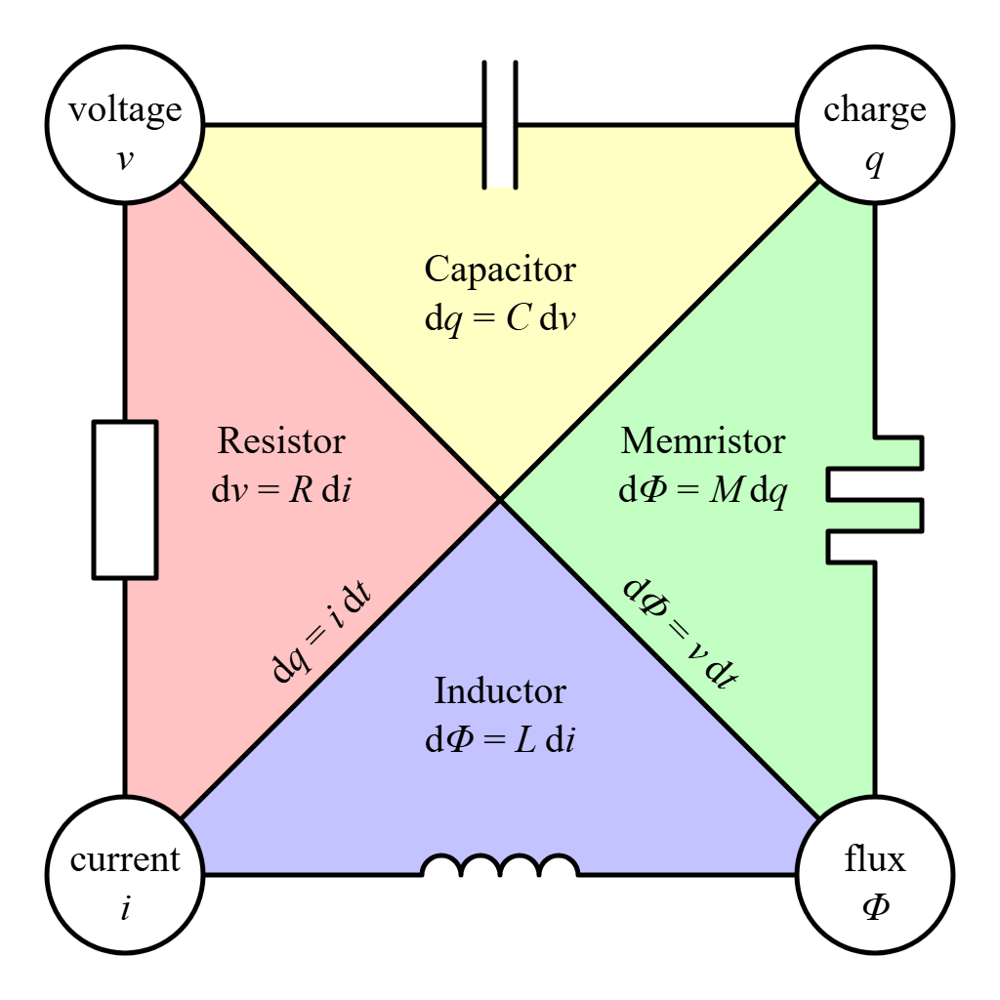 voltage
v
charge
q
Capacitor
dq = C dv
Resistor
dv = R di
Memristor
dΦ = M dq
dq = i dt
dΦ = v dt
Inductor
dΦ = L di
current
i
flux
Φ